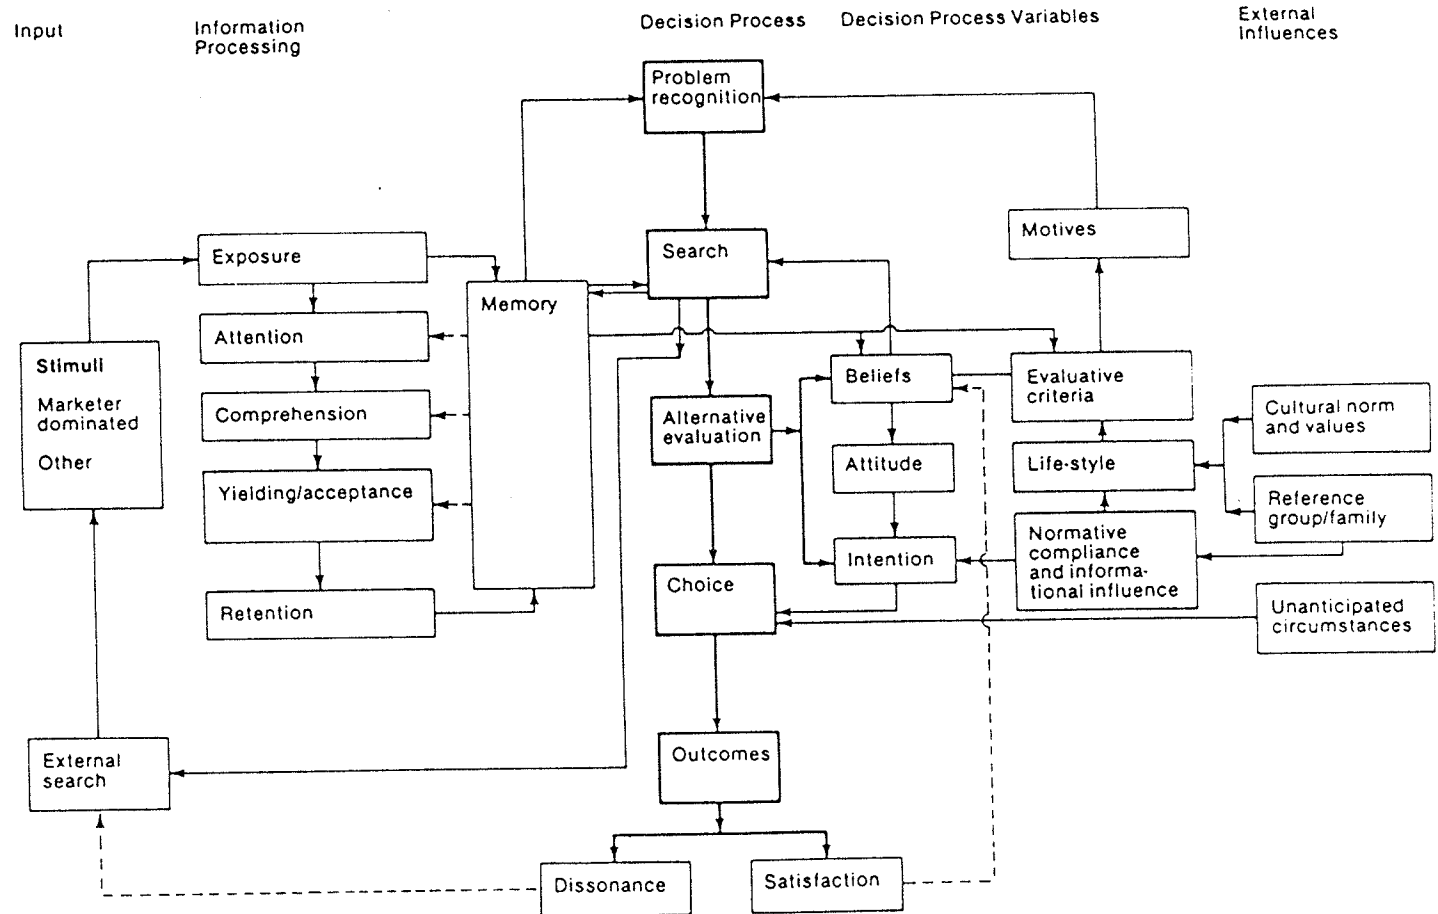 Input
Information
Processing
Decision Process
Decision Process Variables
External
Influences
Problem
recognition
Search
Motives
Exposure
Memory
Attention
Stimuli
Marketer
dominated
Other
Comprehension
Yielding/acceptance
Retention
Alternative
evaluation
Beliefs
Evaluative
criteria
Attitude
Life-style
Cultural norm
and values
Reference
group/family
Intention
Normative
compliance
and informa-
tional influence
Choice
Unanticipated
circumstances
External
search
Outcomes
Dissonance
Satisfaction